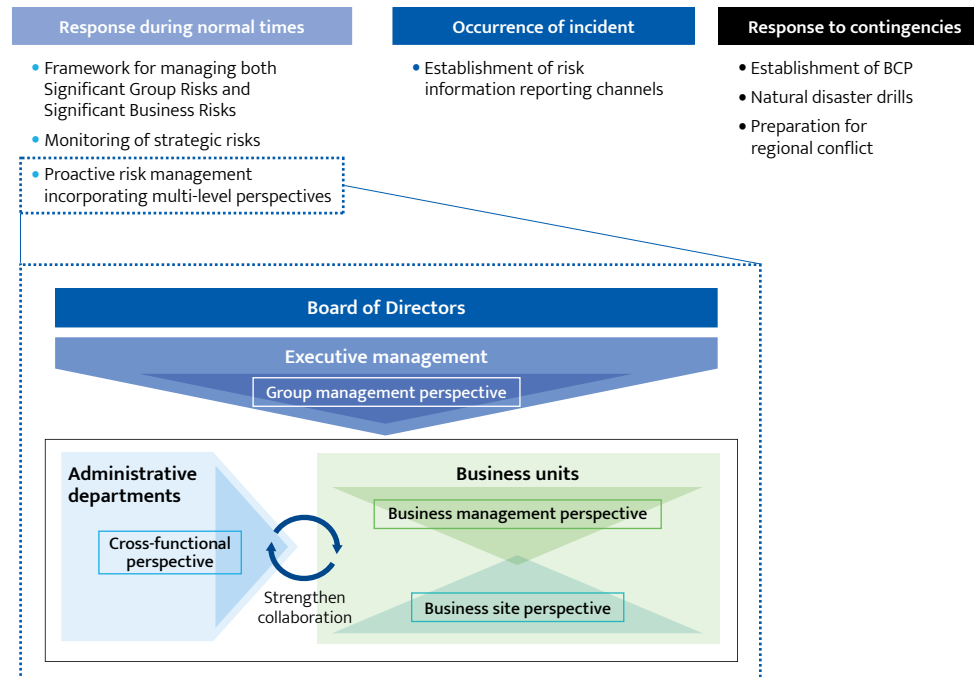 Response during normal times
• Framework for managing both
Significant Group Risks and
Significant Business Risks
• Monitoring of strategic risks
• Proactive risk management
incorporating multi-level perspectives
Occurrence of incident
• Establishment of risk
information reporting channels
Response to contingencies
• Establishment of BCP
• Natural disaster drills
• Preparation for
regional conflict
Board of Directors
Executive management
Group management perspective
Administrative
departments
Cross-functional
perspective
Strengthen
collaboration
Business units
Business management perspective
Business site perspective